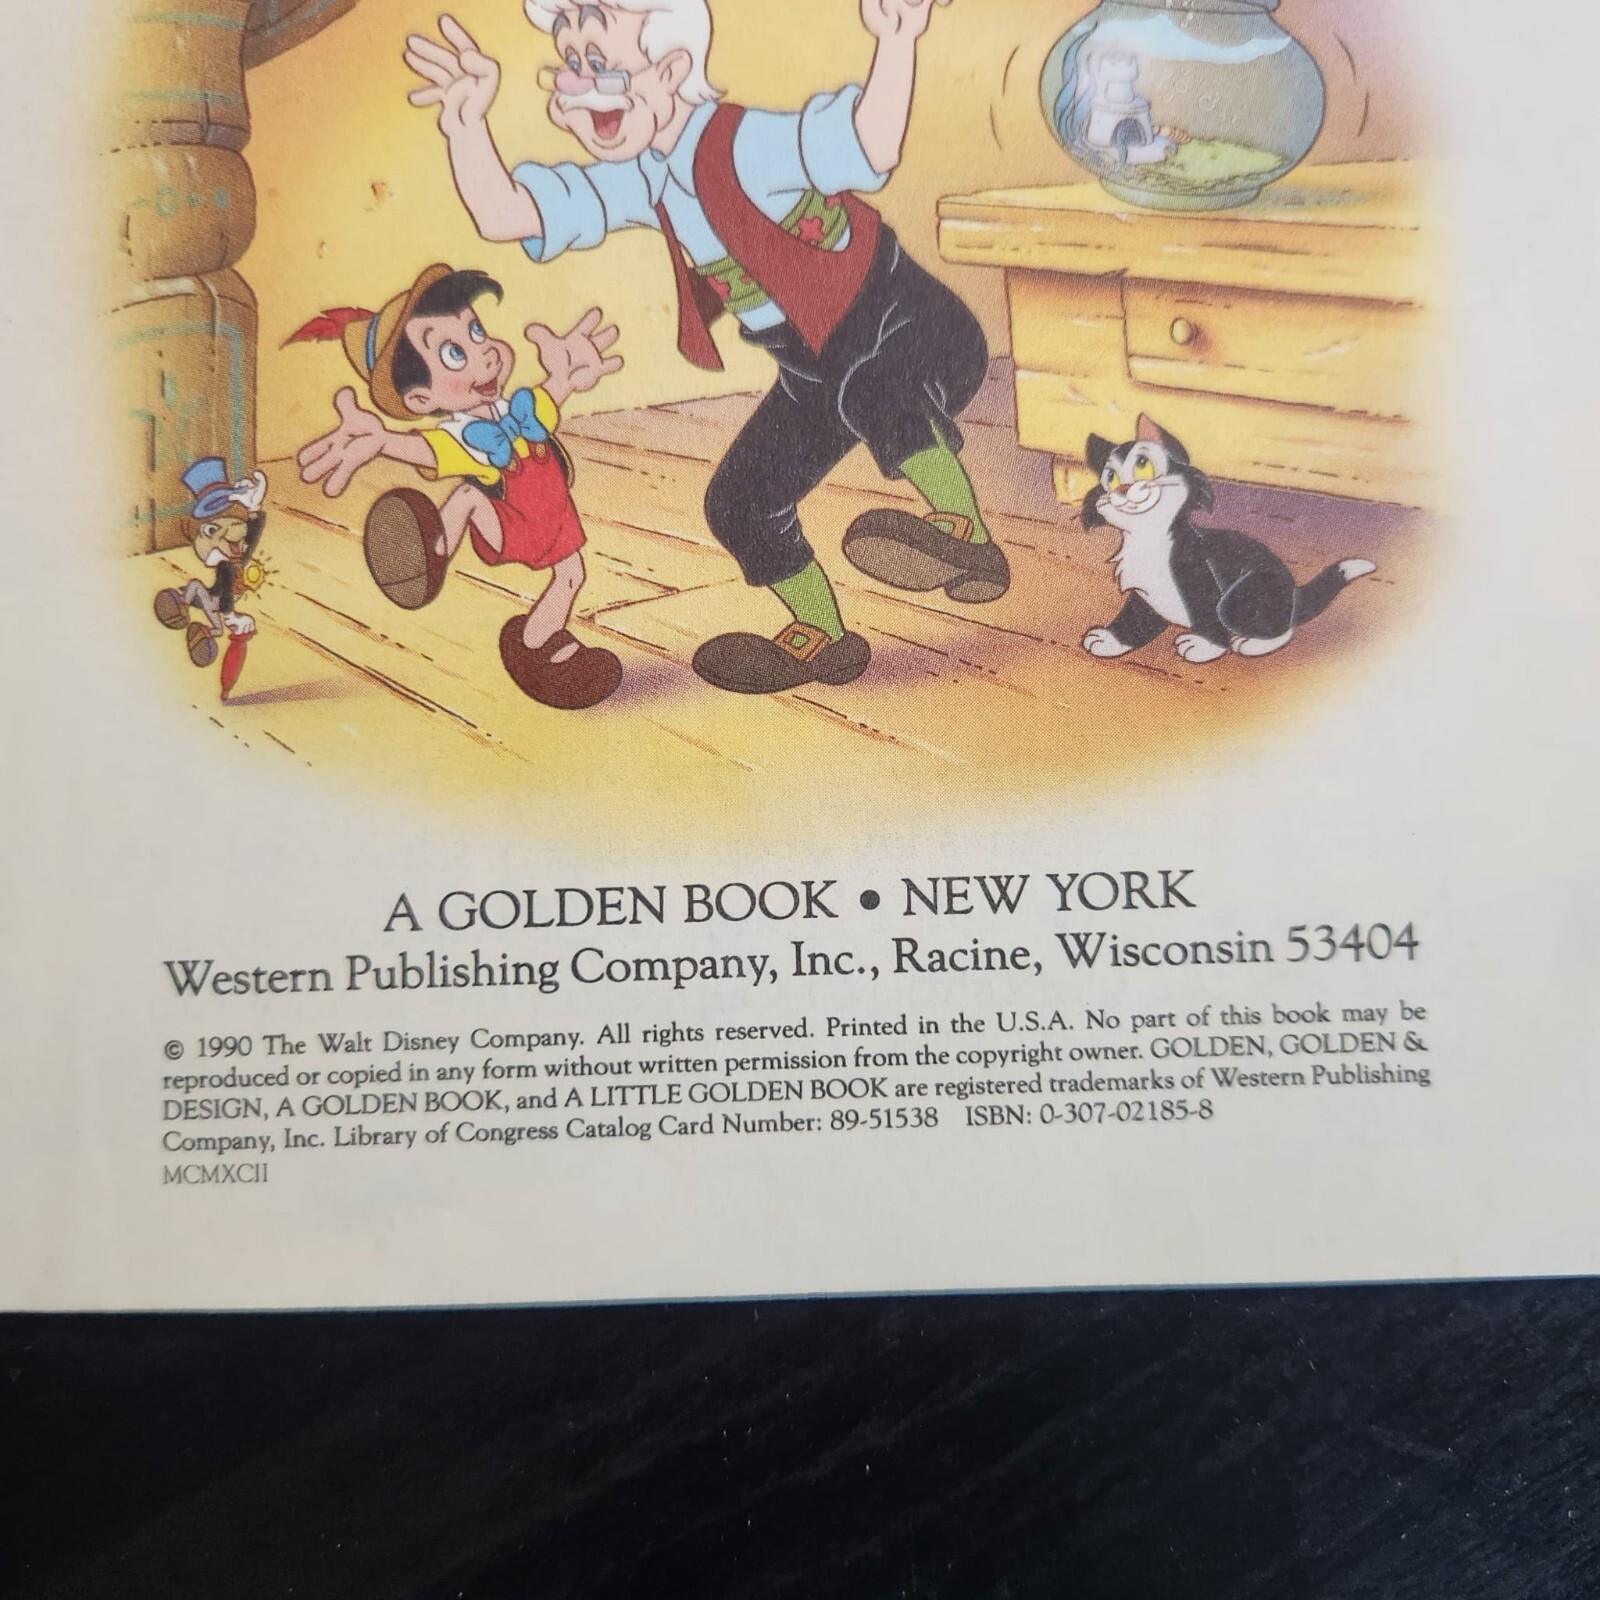 A GOLDEN BOOK • NEW YORK
Western Publishing Company, Inc., Racine, Wisconsin 53404
© 1990 The Walt Disney Company. All rights reserved. Printed in the U.S.A. No part of this book may be
reproduced or copied in any form without written permission from the copyright owner. GOLDEN, GOLDEN &
DESIGN, A GOLDEN BOOK, and A LITTLE GOLDEN BOOK are registered trademarks of Western Publishing
Company, Inc. Library of Congress Catalog Card Number: 89-51538 ISBN: 0-307-02185-8
MCMXCII